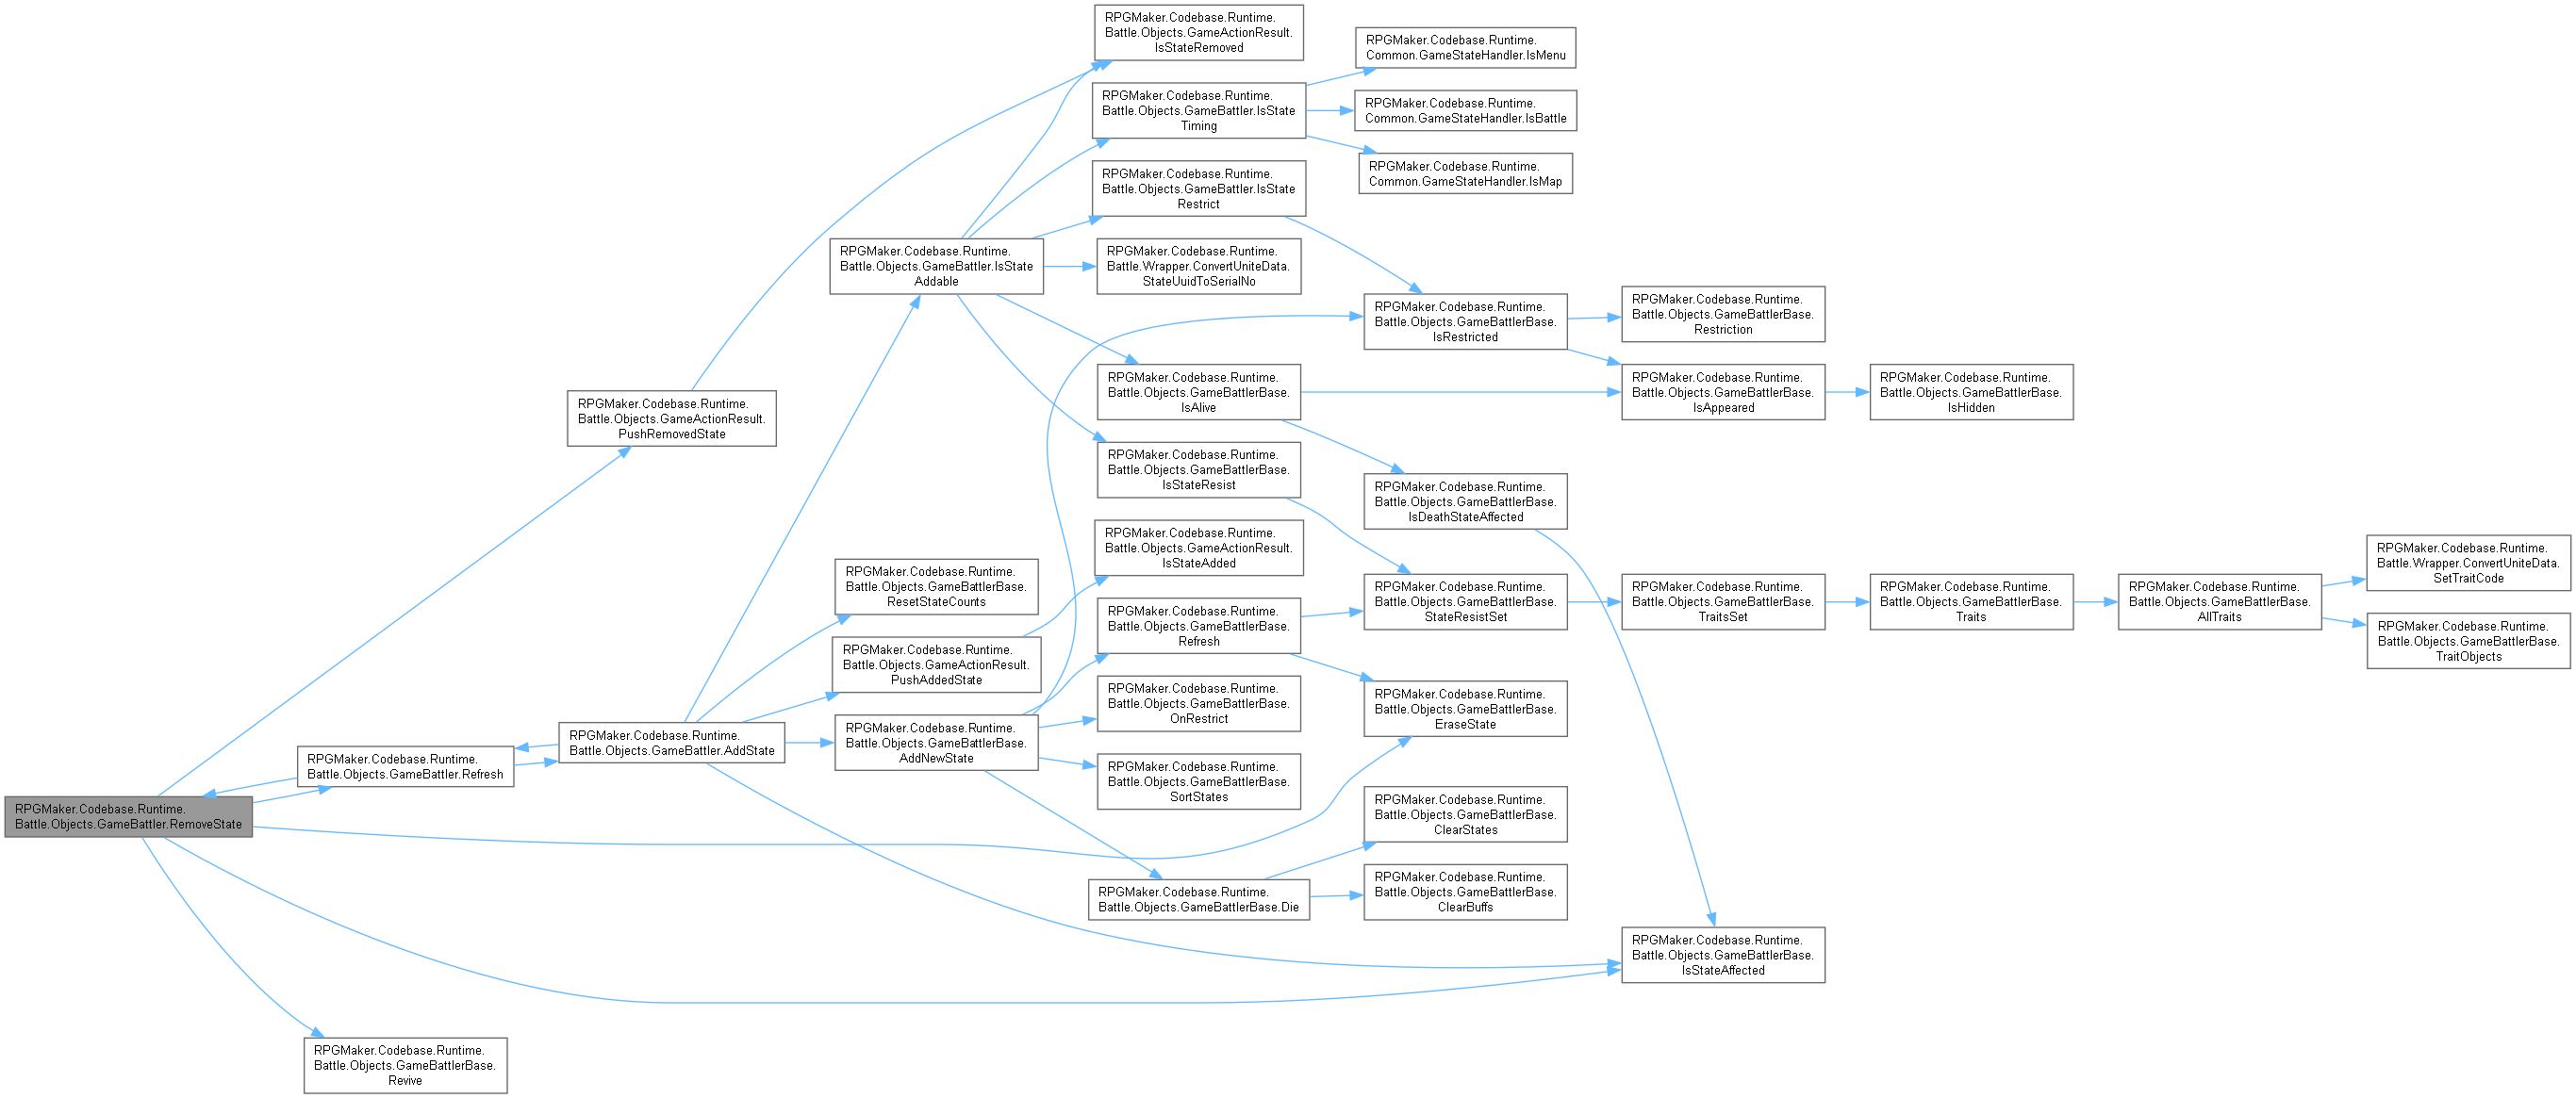 RPGMaker.Codebase.Runtime.
Battle.Objects.GameBattler.RemoveState
RPGMaker.Codebase.Runtime.
Battle.Objects.GameBattler.Refresh
RPGMaker.Codebase.Runtime.
Battle.Objects.GameBattlerBase.
Revive
RPGMaker.Codebase.Runtime.
Battle.Objects.GameActionResult.
PushRemovedState
RPGMaker.Codebase.Runtime.
Battle.Objects.GameBattler.AddState
RPGMaker.Codebase.Runtime.
Battle.Objects.GameBattler.IsState
Addable
RPGMaker.Codebase.Runtime.
Battle.Objects.GameBattlerBase.
ResetStateCounts
RPGMaker.Codebase.Runtime.
Battle.Objects.GameActionResult.
PushAddedState
RPGMaker.Codebase.Runtime.
Battle.Objects.GameBattlerBase.
AddNewState
RPGMaker.Codebase.Runtime.
Battle.Objects.GameActionResult.
IsStateRemoved
RPGMaker.Codebase.Runtime.
Battle.Objects.GameBattler.IsState
Timing
RPGMaker.Codebase.Runtime.
Battle.Objects.GameBattler.IsState
Restrict
RPGMaker.Codebase.Runtime.
Battle.Wrapper.ConvertUniteData.
StateUuidToSerialNo
RPGMaker.Codebase.Runtime.
Battle.Objects.GameBattlerBase.
IsAlive
RPGMaker.Codebase.Runtime.
Battle.Objects.GameBattlerBase.
IsStateResist
RPGMaker.Codebase.Runtime.
Battle.Objects.GameActionResult.
IsStateAdded
RPGMaker.Codebase.Runtime.
Battle.Objects.GameBattlerBase.
Refresh
RPGMaker.Codebase.Runtime.
Battle.Objects.GameBattlerBase.
OnRestrict
RPGMaker.Codebase.Runtime.
Battle.Objects.GameBattlerBase.
SortStates
RPGMaker.Codebase.Runtime.
Battle.Objects.GameBattlerBase.Die
RPGMaker.Codebase.Runtime.
Common.GameStateHandler.IsMenu
RPGMaker.Codebase.Runtime.
Common.GameStateHandler.IsBattle
RPGMaker.Codebase.Runtime.
Common.GameStateHandler.IsMap
RPGMaker.Codebase.Runtime.
Battle.Objects.GameBattlerBase.
IsRestricted
RPGMaker.Codebase.Runtime.
Battle.Objects.GameBattlerBase.
IsDeathStateAffected
RPGMaker.Codebase.Runtime.
Battle.Objects.GameBattlerBase.
StateResistSet
RPGMaker.Codebase.Runtime.
Battle.Objects.GameBattlerBase.
EraseState
RPGMaker.Codebase.Runtime.
Battle.Objects.GameBattlerBase.
ClearStates
RPGMaker.Codebase.Runtime.
Battle.Objects.GameBattlerBase.
ClearBuffs
RPGMaker.Codebase.Runtime.
Battle.Objects.GameBattlerBase.
Restriction
RPGMaker.Codebase.Runtime.
Battle.Objects.GameBattlerBase.
IsAppeared
RPGMaker.Codebase.Runtime.
Battle.Objects.GameBattlerBase.
TraitsSet
RPGMaker.Codebase.Runtime.
Battle.Objects.GameBattlerBase.
IsStateAffected
RPGMaker.Codebase.Runtime.
Battle.Objects.GameBattlerBase.
IsHidden
RPGMaker.Codebase.Runtime.
Battle.Objects.GameBattlerBase.
Traits
RPGMaker.Codebase.Runtime.
Battle.Objects.GameBattlerBase.
AllTraits
RPGMaker.Codebase.Runtime.
Battle.Wrapper.ConvertUniteData.
SetTraitCode
RPGMaker.Codebase.Runtime.
Battle.Objects.GameBattlerBase.
TraitObjects